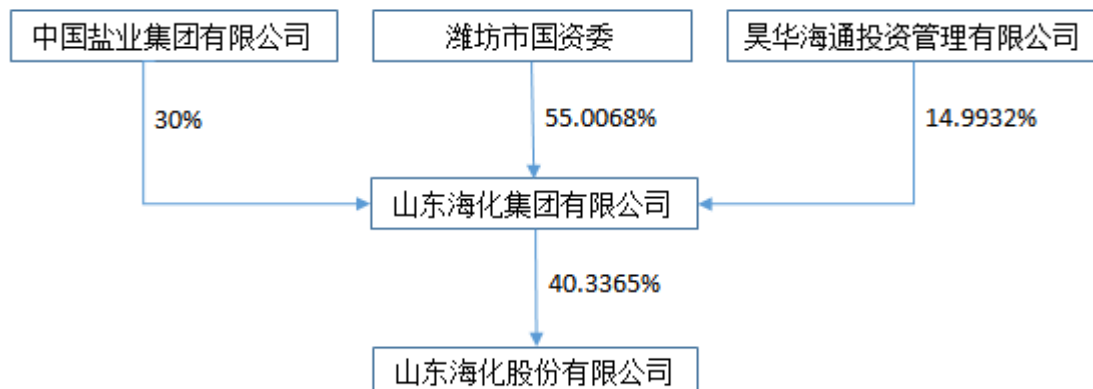 中国盐业集团有限公司
潍坊市国资委
昊华海通投资管理有限公司
30%
55.0068%
14.9932%
山东海化集团有限公司
40.3365%
山东海化股份有限公司